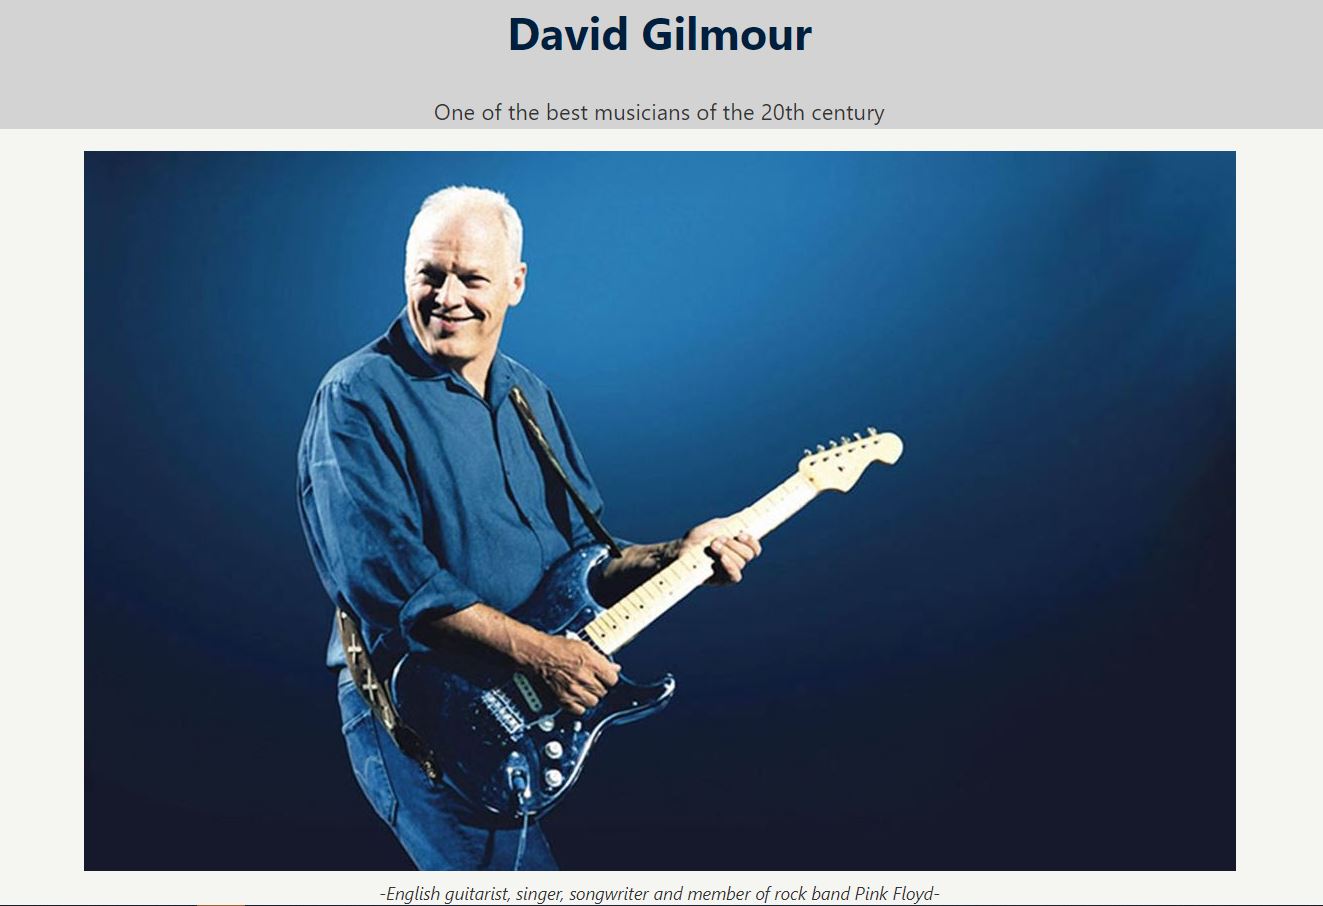 David Gilmour
One of the best musicians of the 20th century
-English guitarist, singer, songwriter and member of rock band Pink Floyd-